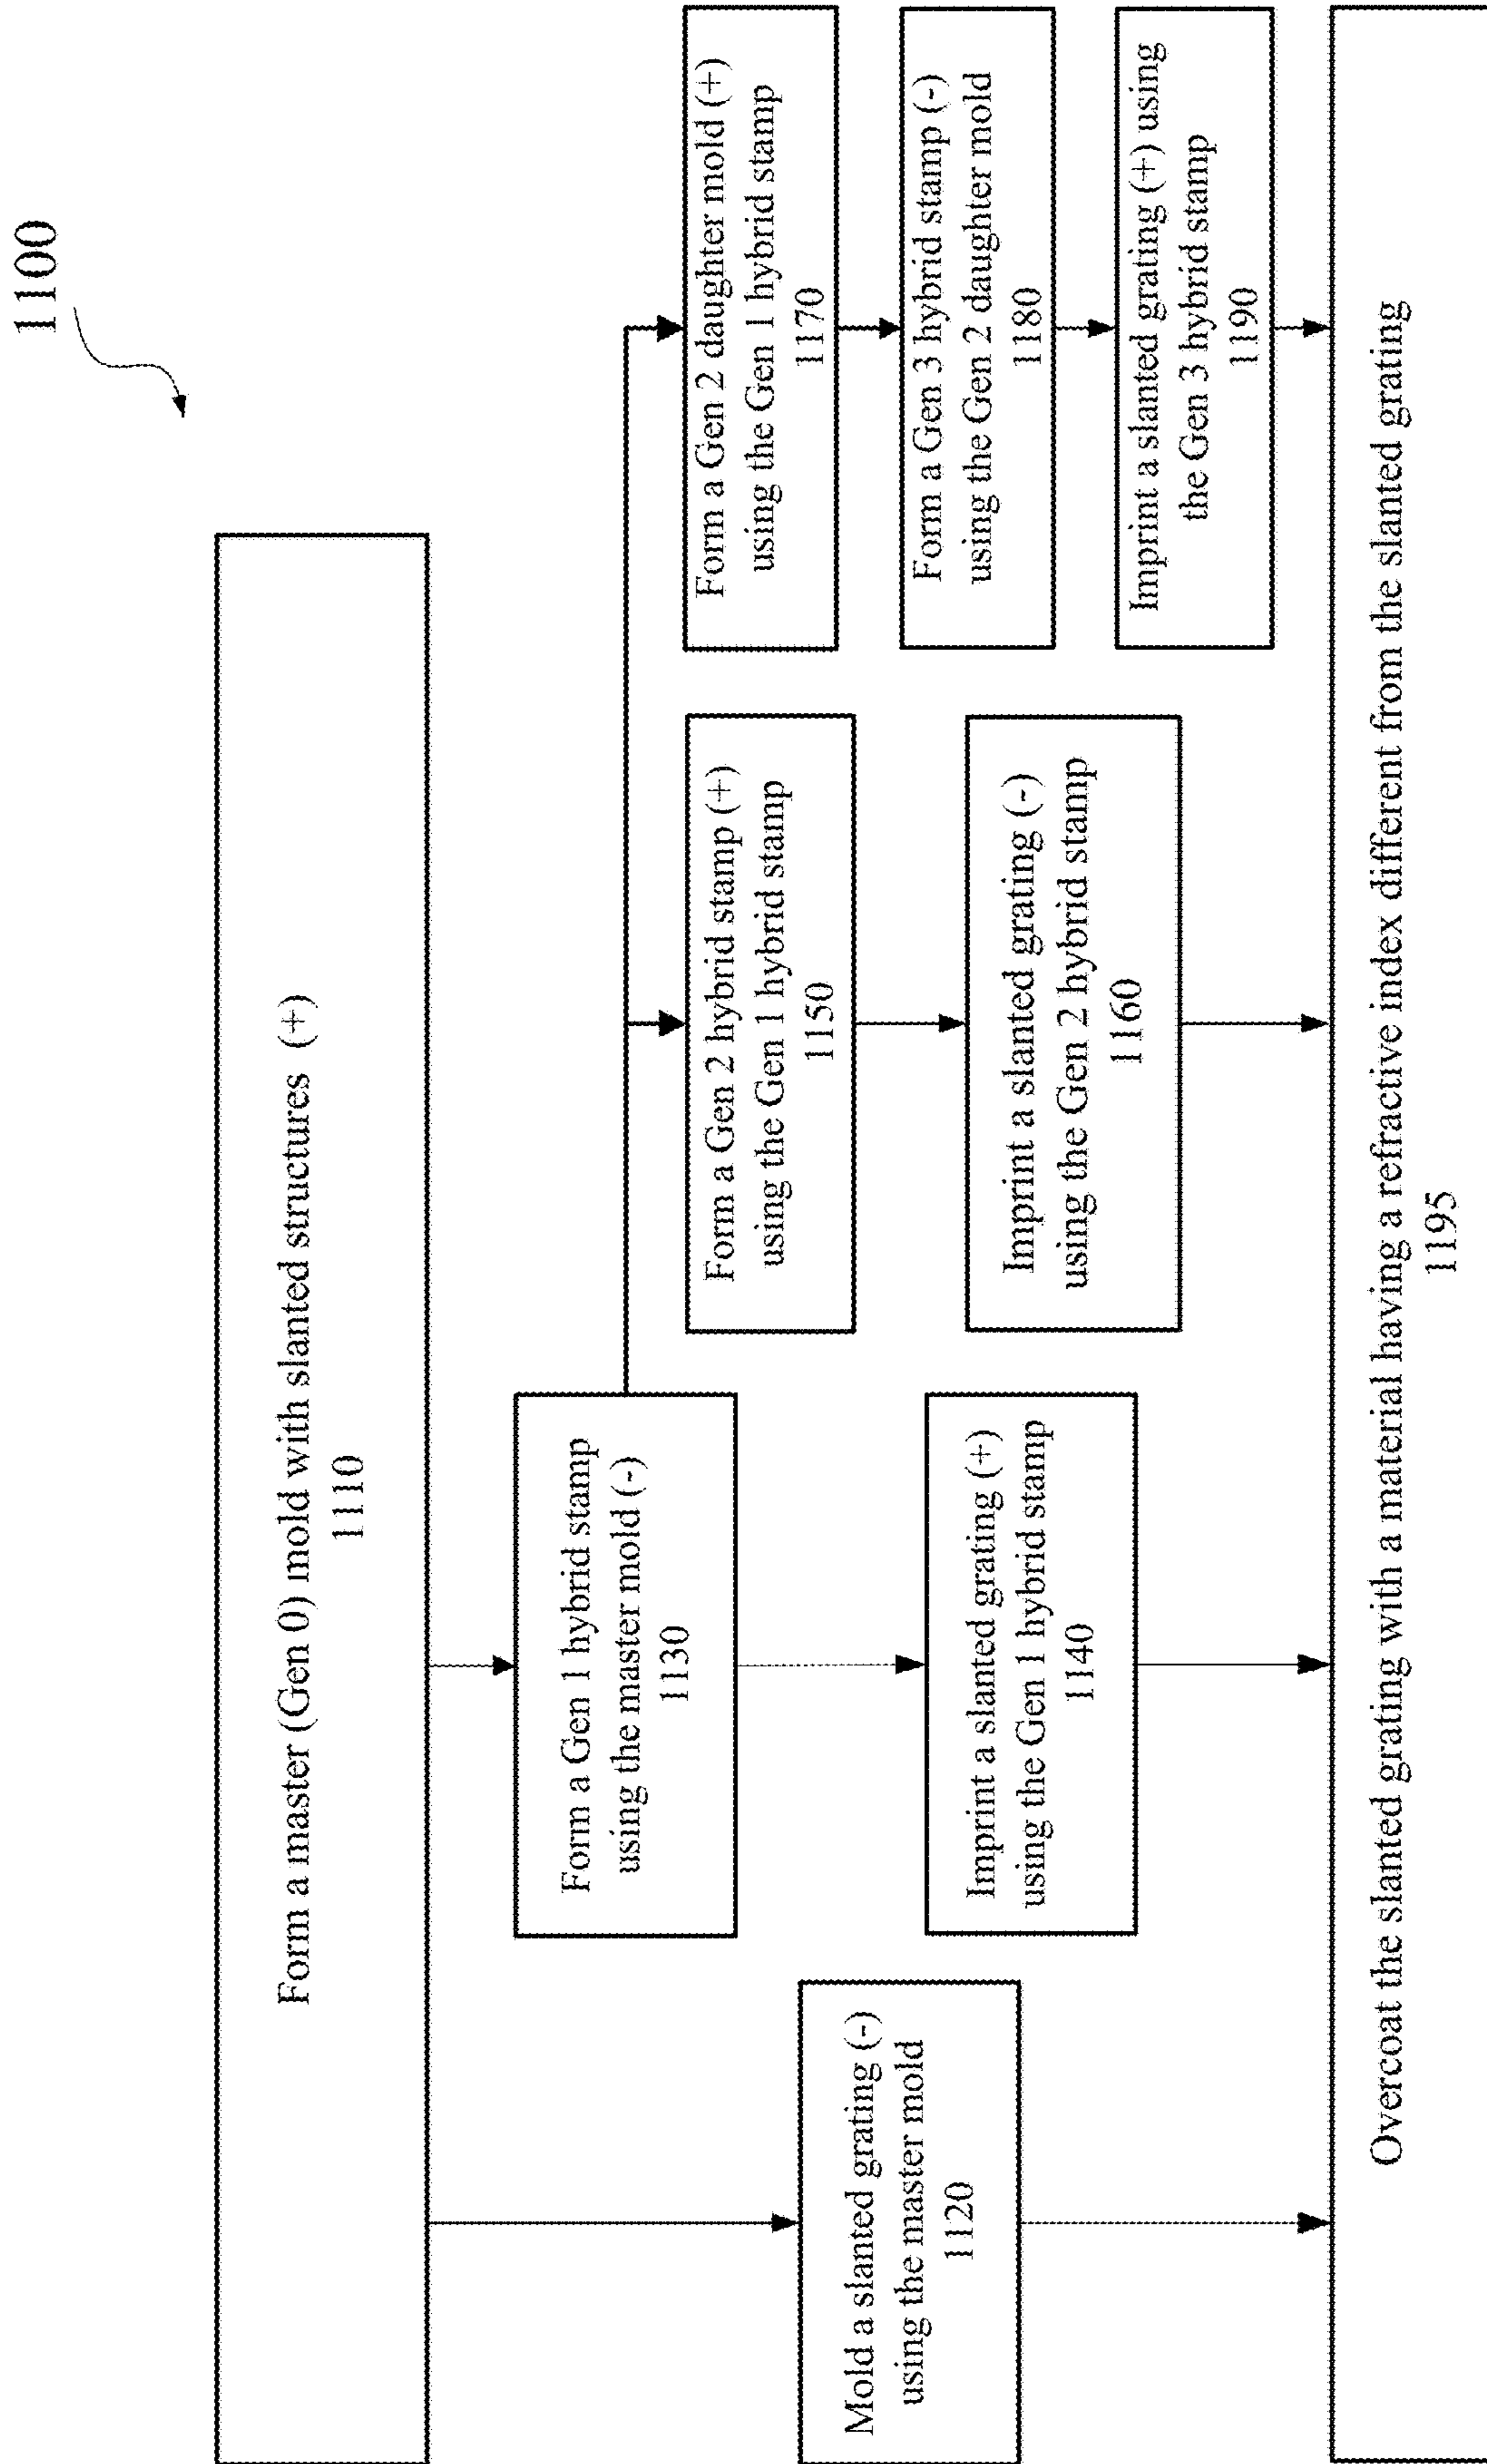 1100
Form a master (Gen 0) mold with slanted structures (+)
1110
Mold a slanted grating (-)
using the master mold
1120
Form a Gen 1 hybrid stamp
using the master mold (-)
1130
Imprint a slanted grating (+)
using the Gen 1 hybrid stamp
1140
Form a Gen 2 hybrid stamp (+)
using the Gen 1 hybrid stamp
1150
Imprint a slanted grating (-)
using the Gen 2 hybrid stamp
1160
Form a Gen 2 daughter mold (+)
using the Gen 1 hybrid stamp
1170
Form a Gen 3 hybrid stamp (-)
using the Gen 2 daughter mold
1180
Imprint a slanted grating (+) using
the Gen 3 hybrid stamp
1190
Overcoat the slanted grating with a material having a refractive index different from the slanted grating
1195